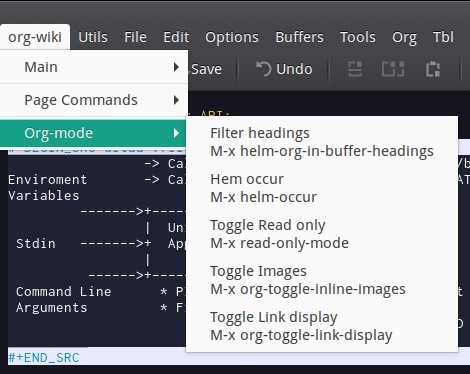 org-wiki Utils File Edit Options Buffers Tools Org Tbl
Main
Save Undo
Page Commands
API:
Org-mode
Filter headings
M-x helm-org-in-buffer-headings
-> Ca
Enviroment -> Ca
Variables
Hem occur
M-x helm-occur
------->+---
| Uni
Stdin ------->+ Ap
|
------>+---
Toggle Read only
M-x read-only-mode
Toggle Images
M-x org-toggle-inline-images
Command Line * P
Arguments * F
Toggle Link display
M-x org-toggle-link-display
#+END_SRC